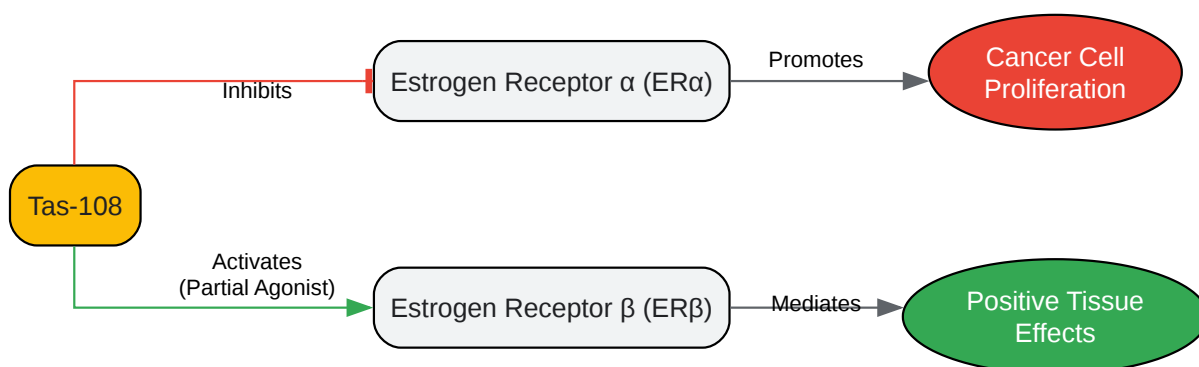 Inhibits
Estrogen Receptor α (ERα)
Promotes
Cancer Cell
Proliferation
Tas-108
Activates
(Partial Agonist)
Estrogen Receptor β (ERβ)
Mediates
Positive Tissue
Effects